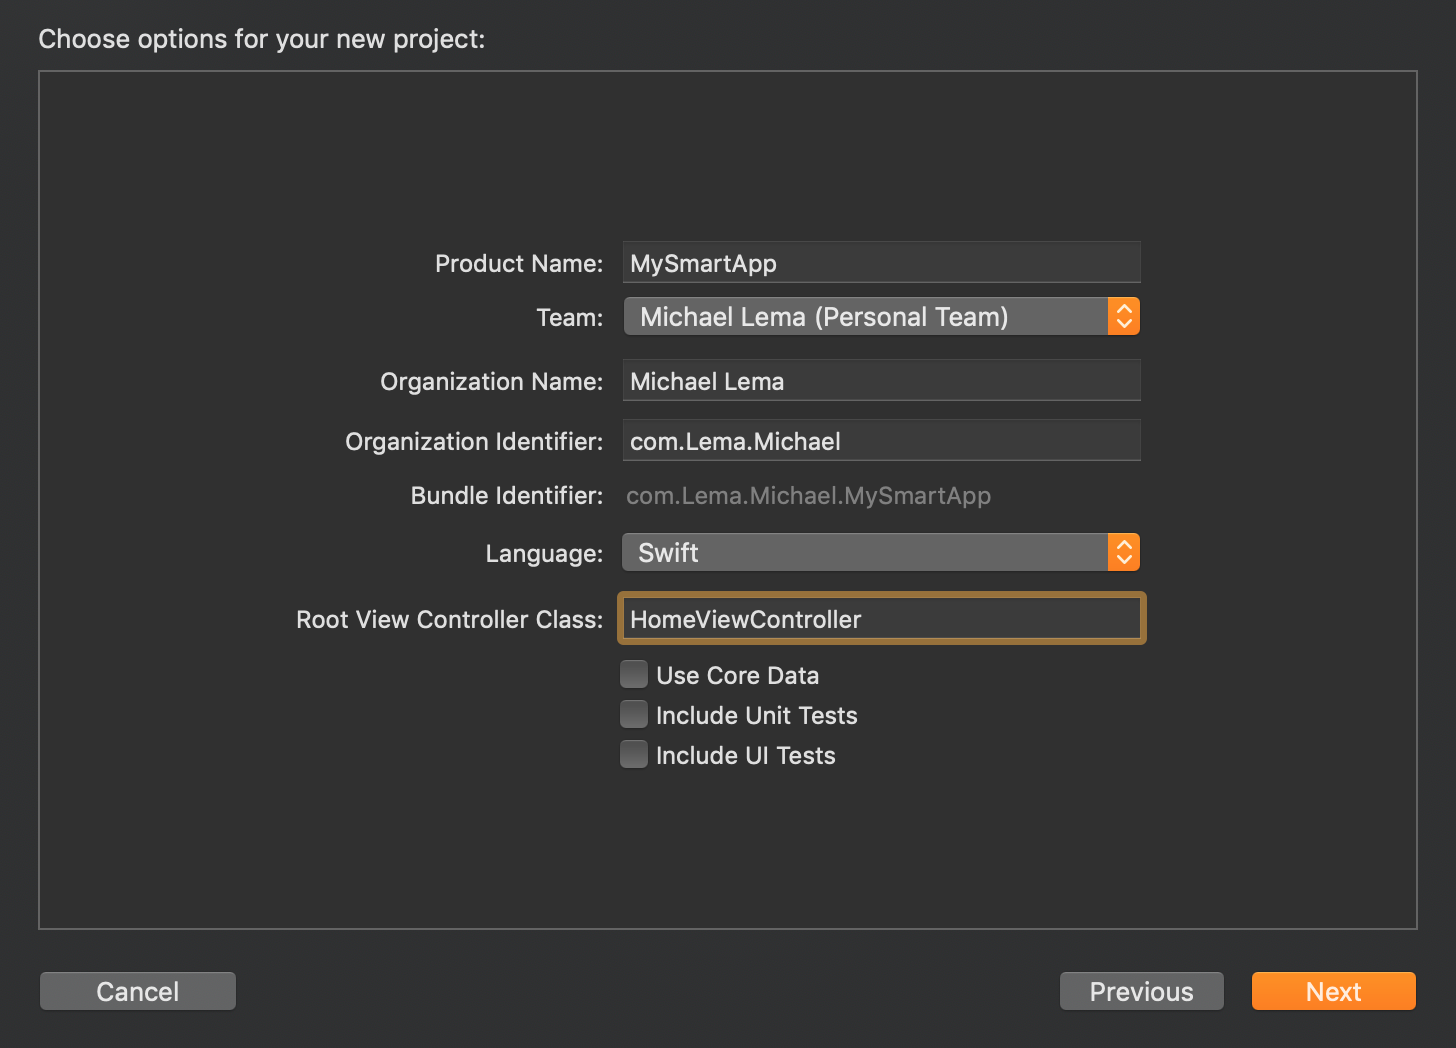 Choose options for your new project:
Product Name: MySmartApp
Team: Michael Lema (Personal Team)
Organization Name: Michael Lema
Organization Identifier: com.Lema.Michael
Bundle Identifier: com.Lema.Michael.MySmartApp
Language: Swift
Root View Controller Class: HomeViewController
Use Core Data
Include Unit Tests
Include UI Tests
Cancel Previous Next